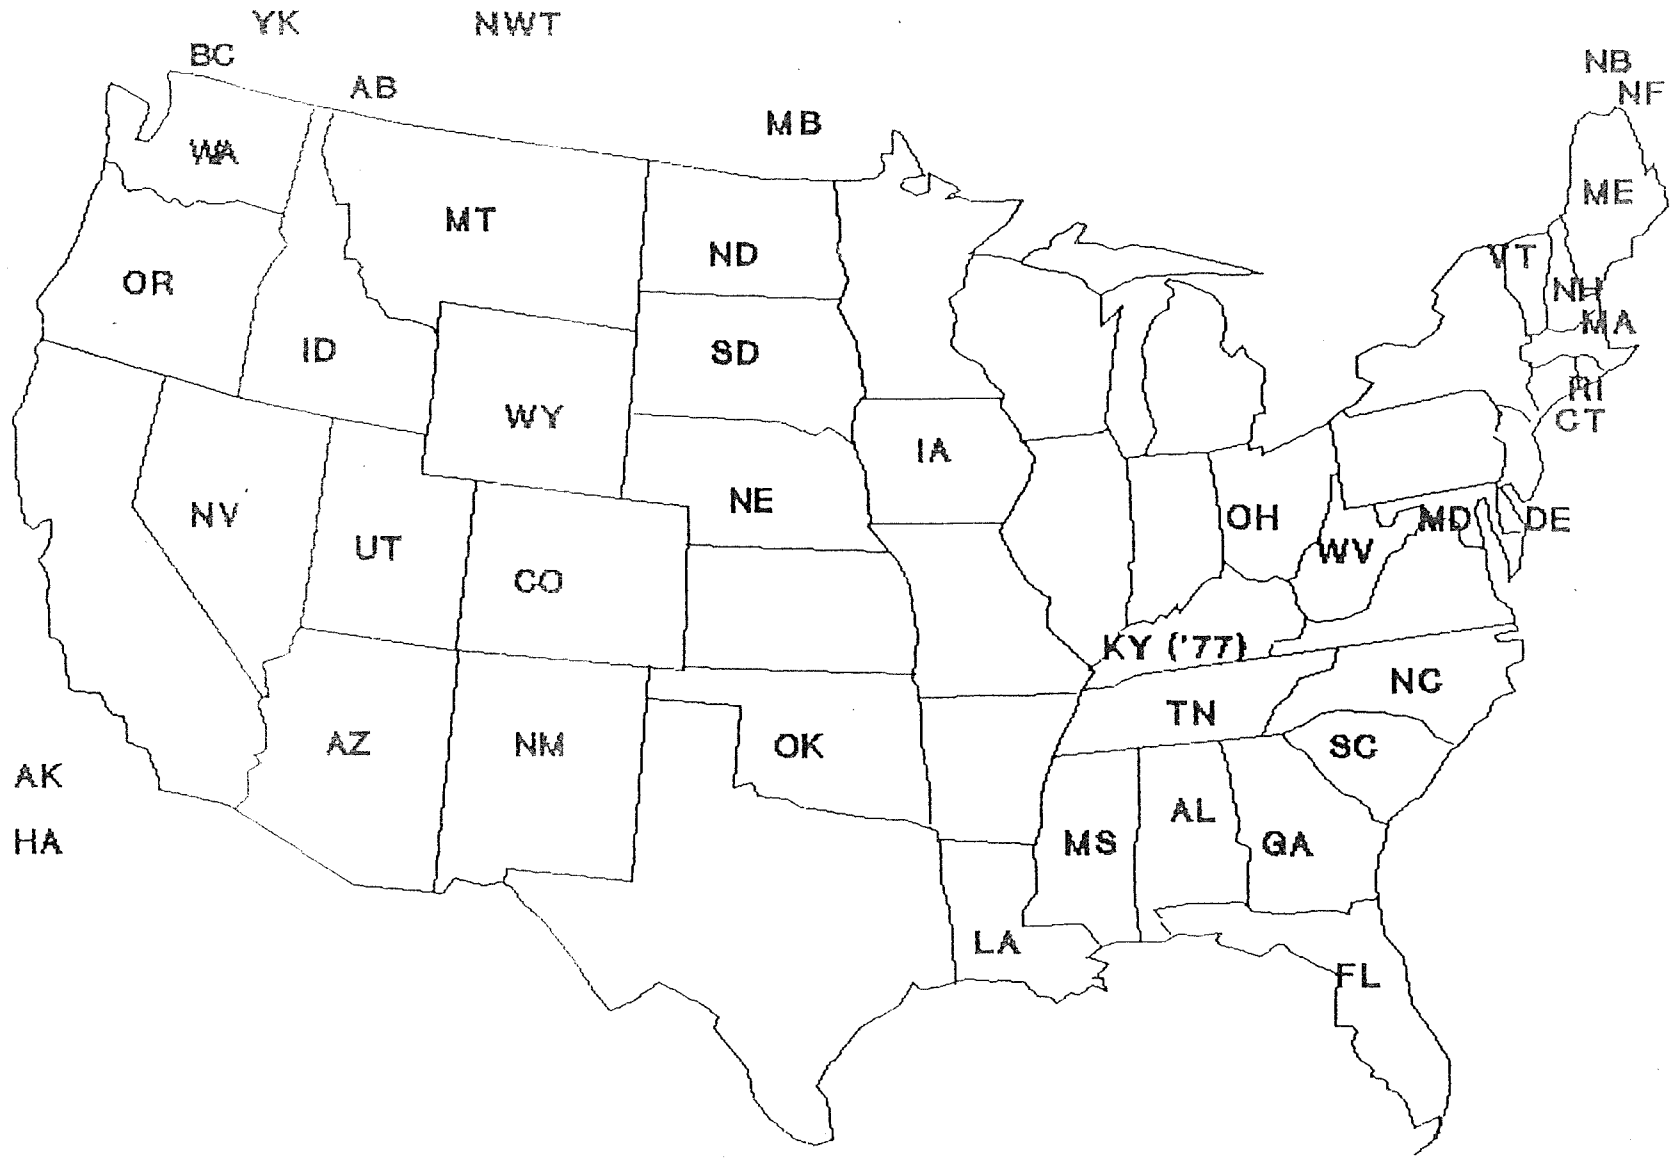 YK NWT
BC
AB
NB
NF
MB
WA
ME
MT
ND
VT
OR
NH
MA
ID
SD
RI
WY
CT
IA
NE
NV
OH
MD
DE
UT
WV
CO
KY ('77)
NC
TN
AZ
NM
OK
SC
AK
AL
HA
MS
GA
LA
FL